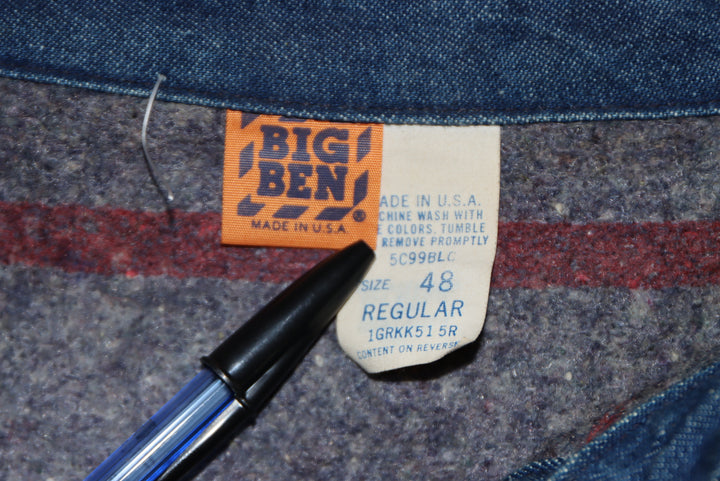 BIG
BEN
®
MADE IN U.S.A.
ADE IN U.S.A.
CHINE WASH WITH
E COLORS. TUMBLE
REMOVE PROMPTLY
5C99BLC
SIZE 48
REGULAR
1GRKK515R
CONTENT ON REVERSE